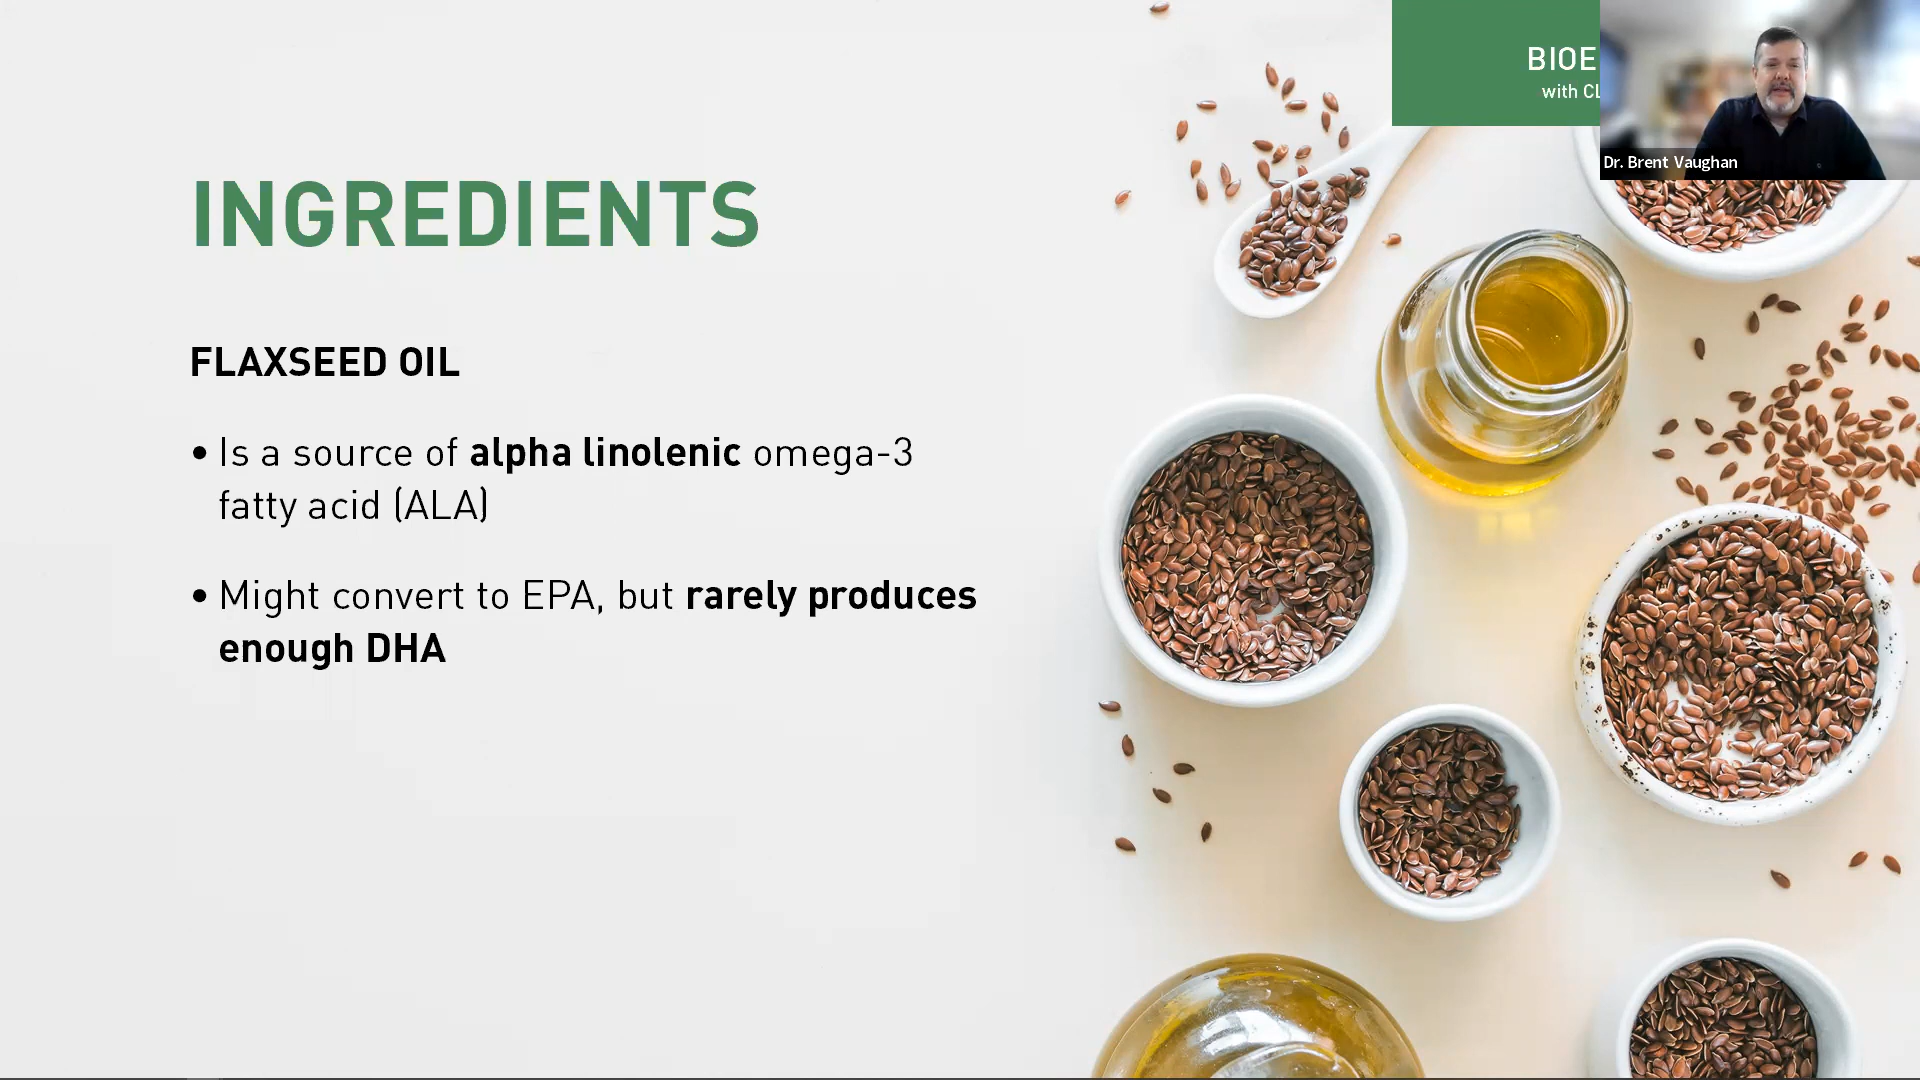 BIOE
with CL
Dr. Brent Vaughan
INGREDIENTS
FLAXSEED OIL
• Is a source of alpha linolenic omega-3
fatty acid (ALA)
• Might convert to EPA, but rarely produces
enough DHA